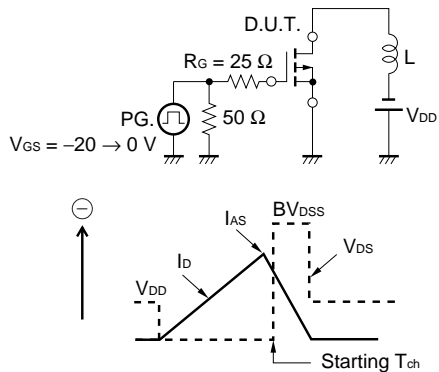 D.U.T.
RG = 25 Ω
L
PG.
50 Ω
VDD
VGS = −20 → 0 V
⊖
IAS
BVDSS
ID
VDS
VDD
Starting Tch